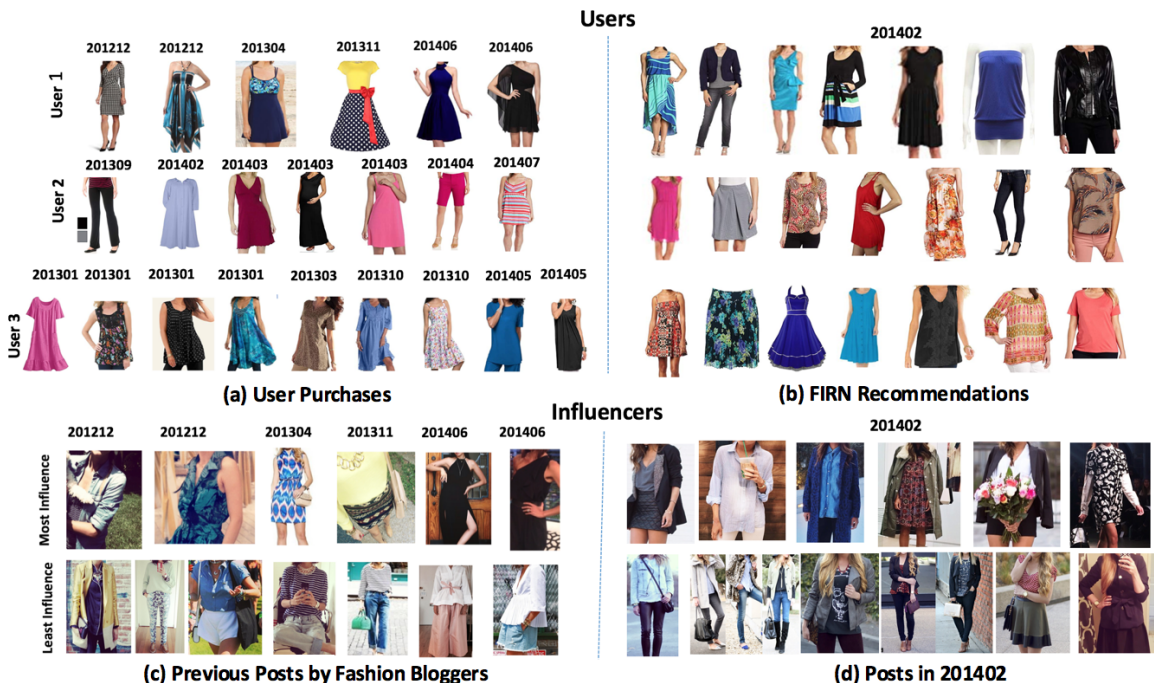 Users
201212 201212 201304 201311 201406 201406
201402
User 1
201309 201402 201403 201403 201403 201404 201407
User 2
201301 201301 201301 201301 201303 201310 201310 201405 201405
User 3
(a) User Purchases
(b) FIRN Recommendations
Influencers
201212 201212 201304 201311 201406 201406
201402
Most Influence
Least Influence
(c) Previous Posts by Fashion Bloggers
(d) Posts in 201402